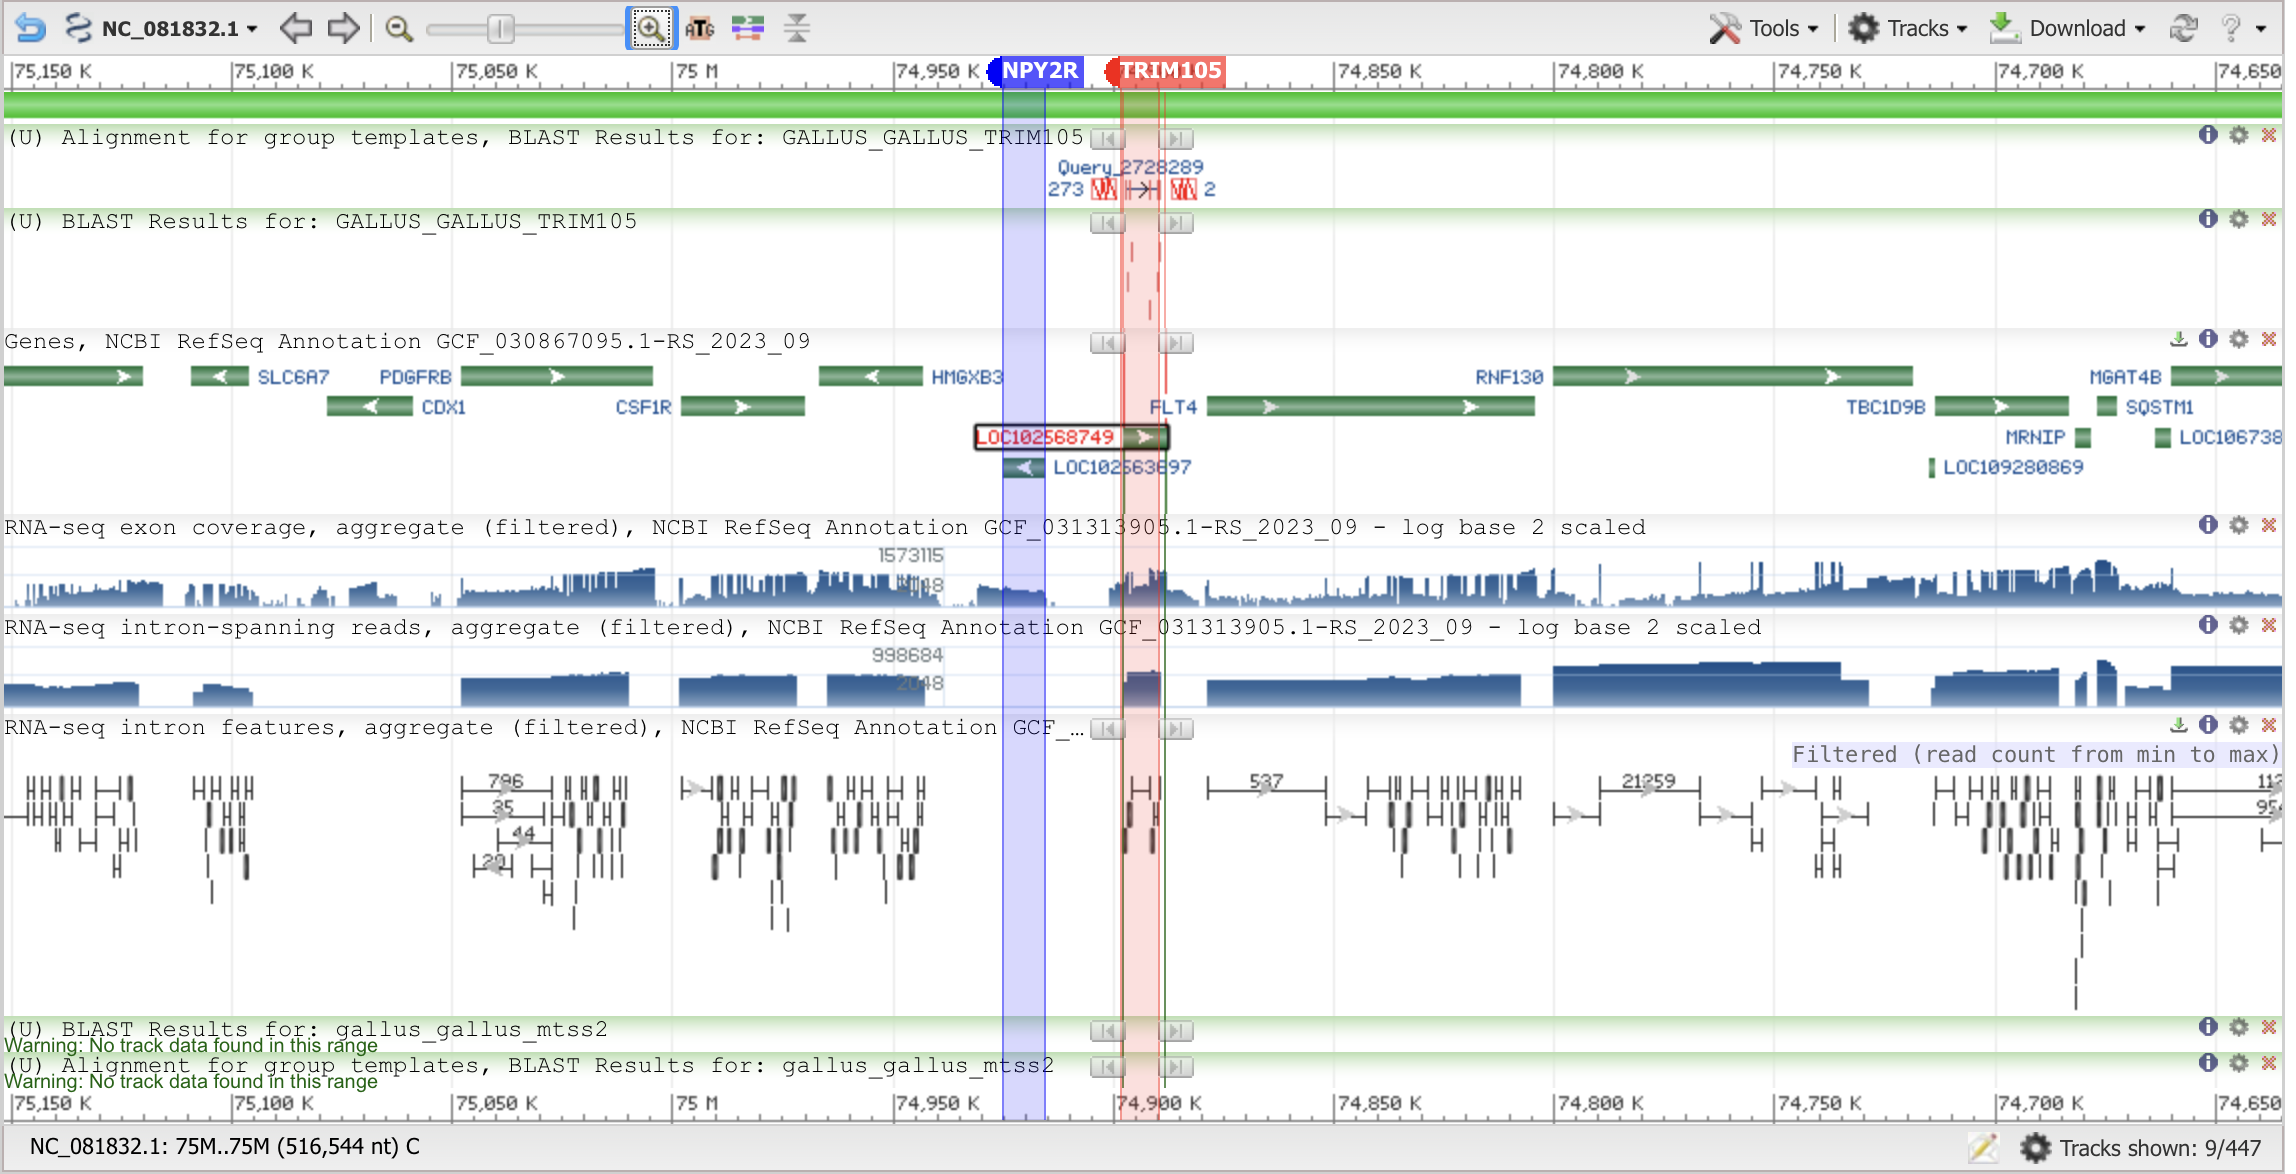 NC_081832.1 ATG Tools Tracks Download ?
75,150 K 75,100 K 75,050 K 75 M 74,950 K NPY2R TRIM105 74,850 K 74,800 K 74,750 K 74,700 K 74,650
(U) Alignment for group templates, BLAST Results for: GALLUS_GALLUS_TRIM105
Query_2728289
273 2
(U) BLAST Results for: GALLUS_GALLUS_TRIM105
Genes, NCBI RefSeq Annotation GCF_030867095.1-RS_2023_09
SLC6A7 PDGFRB HMGXB3 RNF130 MGAT4B
CDX1 CSF1R FLT4 TBC1D9B SQSTM1
LOC102568749 MRNIP LOC106738
LOC102563697 LOC109280869
RNA-seq exon coverage, aggregate (filtered), NCBI RefSeq Annotation GCF_031313905.1-RS_2023_09 - log base 2 scaled
1573115
2048
RNA-seq intron-spanning reads, aggregate (filtered), NCBI RefSeq Annotation GCF_031313905.1-RS_2023_09 - log base 2 scaled
998684
2048
RNA-seq intron features, aggregate (filtered), NCBI RefSeq Annotation GCF_...
Filtered (read count from min to max)
796 537 21259
35
44
29
(U) BLAST Results for: gallus_gallus_mtss2
Warning: No track data found in this range
(U) Alignment for group templates, BLAST Results for: gallus_gallus_mtss2
Warning: No track data found in this range
75,150 K 75,100 K 75,050 K 75 M 74,950 K 74,900 K 74,850 K 74,800 K 74,750 K 74,700 K 74,650
NC_081832.1: 75M..75M (516,544 nt) C Tracks shown: 9/447